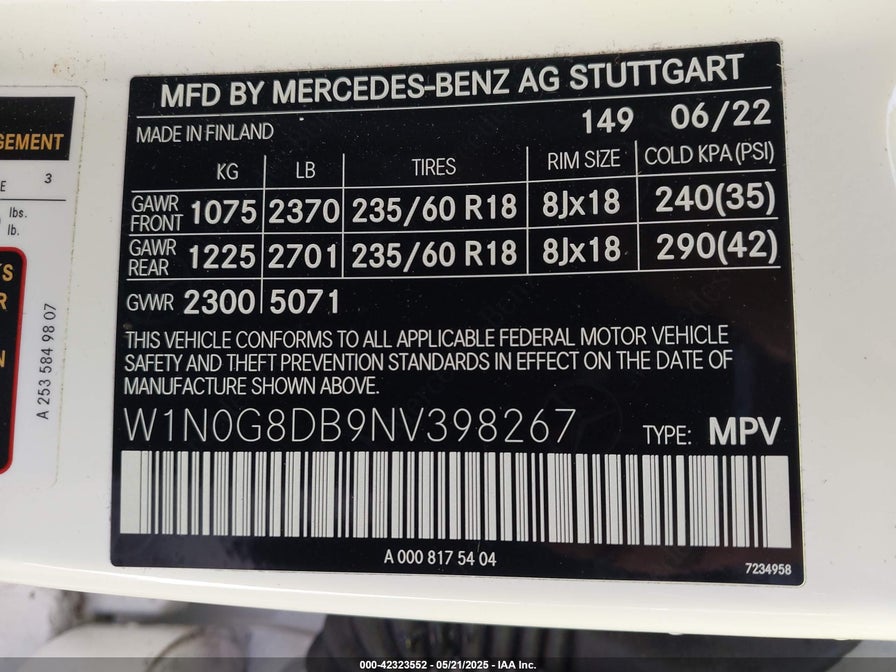 GEMENT
E 3
lbs.
lb.
KS
R
N
A 253 584 98 07
MFD BY MERCEDES-BENZ AG STUTTGART
MADE IN FINLAND 149 06/22
KG LB TIRES RIM SIZE COLD KPA (PSI)
GAWR FRONT 1075 2370 235/60 R18 8Jx18 240(35)
GAWR REAR 1225 2701 235/60 R18 8Jx18 290(42)
GVWR 2300 5071
THIS VEHICLE CONFORMS TO ALL APPLICABLE FEDERAL MOTOR VEHICLE
SAFETY AND THEFT PREVENTION STANDARDS IN EFFECT ON THE DATE OF
MANUFACTURE SHOWN ABOVE.
W1N0G8DB9NV398267 TYPE: MPV
A 000 817 54 04
7234958
000-42323552 - 05/21/2025 - IAA Inc.